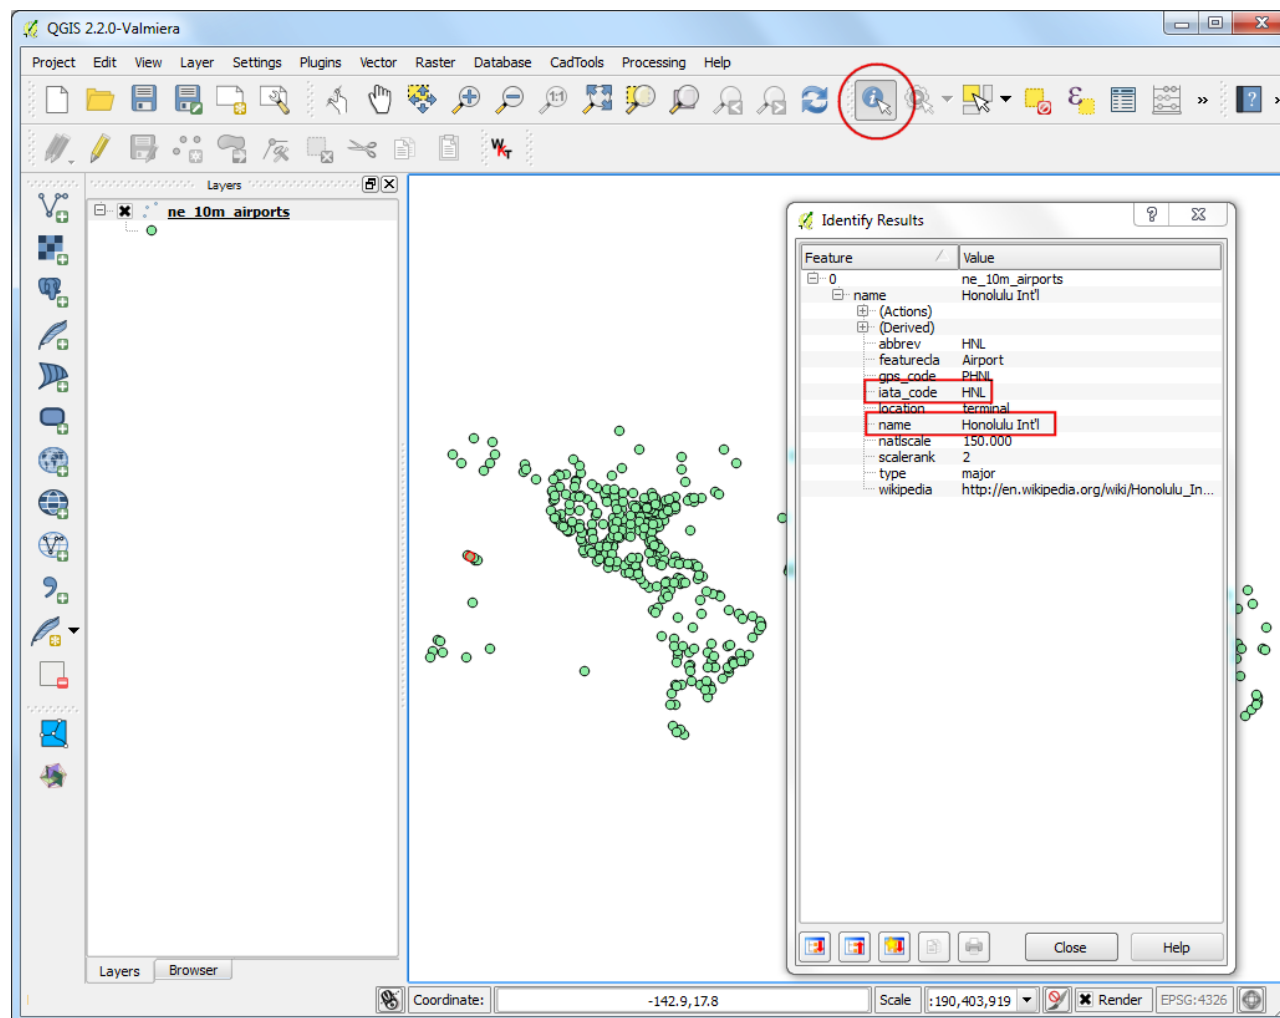 QGIS 2.2.0-Valmiera
Project Edit View Layer Settings Plugins Vector Raster Database CadTools Processing Help
WKT
Layers
ne_10m_airports
Identify Results
Feature Value
0 ne_10m_airports
name Honolulu Int'l
(Actions)
(Derived)
abbrev HNL
featurecla Airport
gps_code PHNL
iata_code HNL
location terminal
name Honolulu Int'l
natlscale 150.000
scalerank 2
type major
wikipedia http://en.wikipedia.org/wiki/Honolulu_In...
Close Help
Layers Browser
Coordinate: -142.9,17.8 Scale :190,403,919 Render EPSG:4326